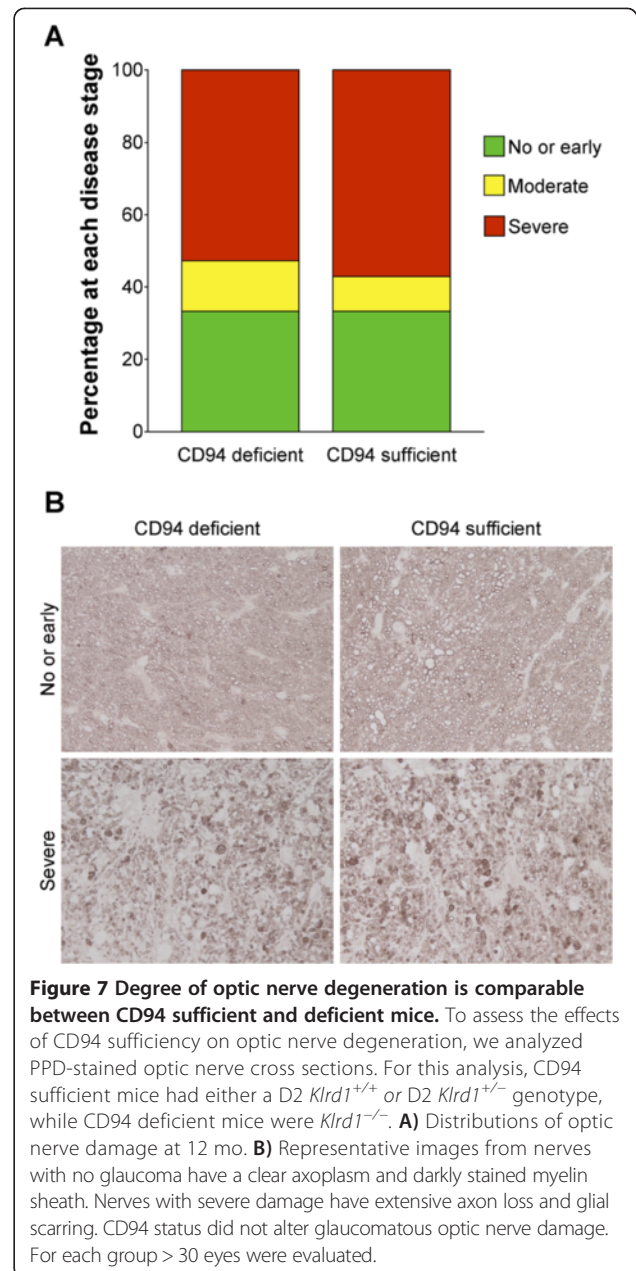 A
Percentage at each disease stage
100
80
60
40
20
0
No or early
Moderate
Severe
CD94 deficient CD94 sufficient
B
CD94 deficient CD94 sufficient
No or early
Severe
Figure 7 Degree of optic nerve degeneration is comparable
between CD94 sufficient and deficient mice. To assess the effects
of CD94 sufficiency on optic nerve degeneration, we analyzed
PPD-stained optic nerve cross sections. For this analysis, CD94
sufficient mice had either a D2 Klrd1+/+ or D2 Klrd1+/− genotype,
while CD94 deficient mice were Klrd1−/−. A) Distributions of optic
nerve damage at 12 mo. B) Representative images from nerves
with no glaucoma have a clear axoplasm and darkly stained myelin
sheath. Nerves with severe damage have extensive axon loss and glial
scarring. CD94 status did not alter glaucomatous optic nerve damage.
For each group > 30 eyes were evaluated.